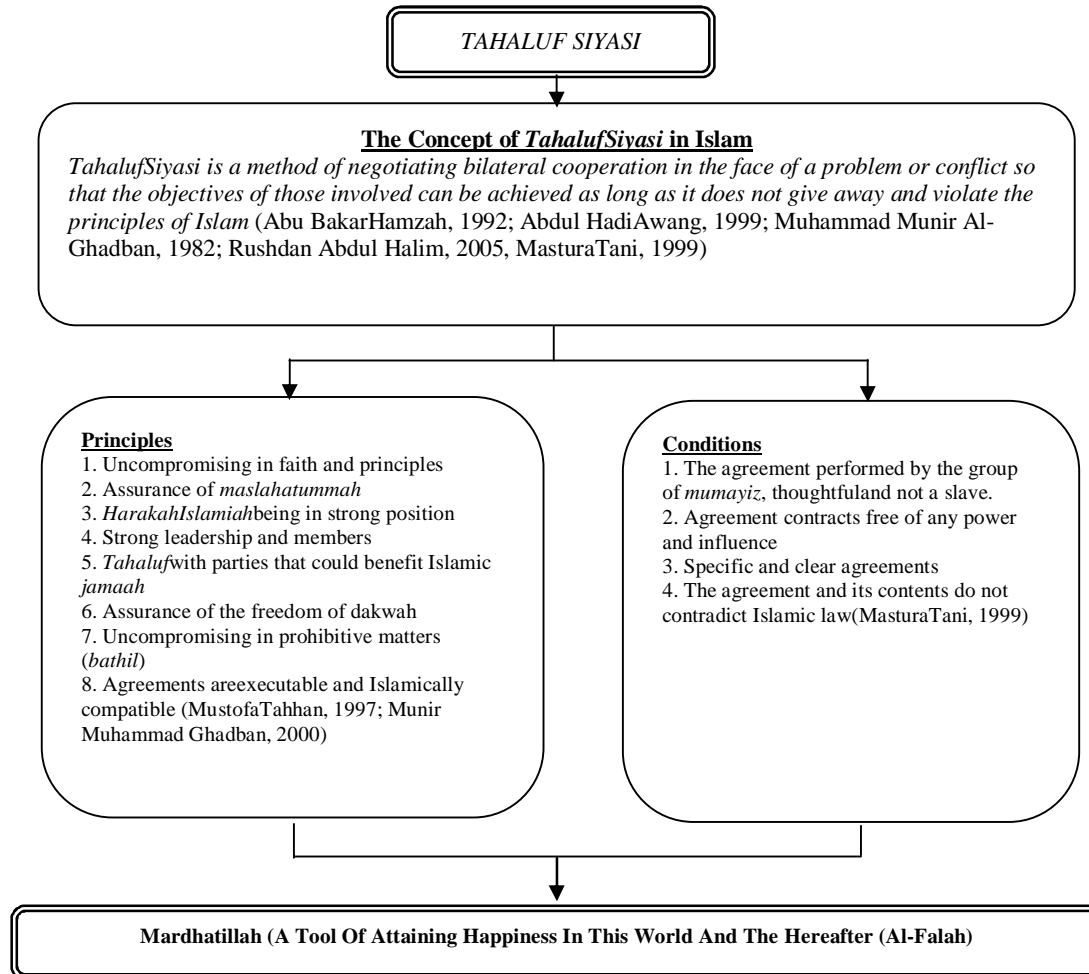 TAHALUF SIYASI
The Concept of TahalufSiyasi in Islam
TahalufSiyasi is a method of negotiating bilateral cooperation in the face of a problem or conflict so
that the objectives of those involved can be achieved as long as it does not give away and violate the
principles of Islam (Abu BakarHamzah, 1992; Abdul HadiAwang, 1999; Muhammad Munir Al-
Ghadban, 1982; Rushdan Abdul Halim, 2005, MasturaTani, 1999)
Principles
1. Uncompromising in faith and principles
2. Assurance of maslahatummah
3. HarakahIslamiahbeing in strong position
4. Strong leadership and members
5. Tahalufwith parties that could benefit Islamic
jamaah
6. Assurance of the freedom of dakwah
7. Uncompromising in prohibitive matters
(bathil)
8. Agreements areexecutable and Islamically
compatible (MustofaTahhan, 1997; Munir
Muhammad Ghadban, 2000)
Conditions
1. The agreement performed by the group
of mumayiz, thoughtfuland not a slave.
2. Agreement contracts free of any power
and influence
3. Specific and clear agreements
4. The agreement and its contents do not
contradict Islamic law(MasturaTani, 1999)
Mardhatillah (A Tool Of Attaining Happiness In This World And The Hereafter (Al-Falah)